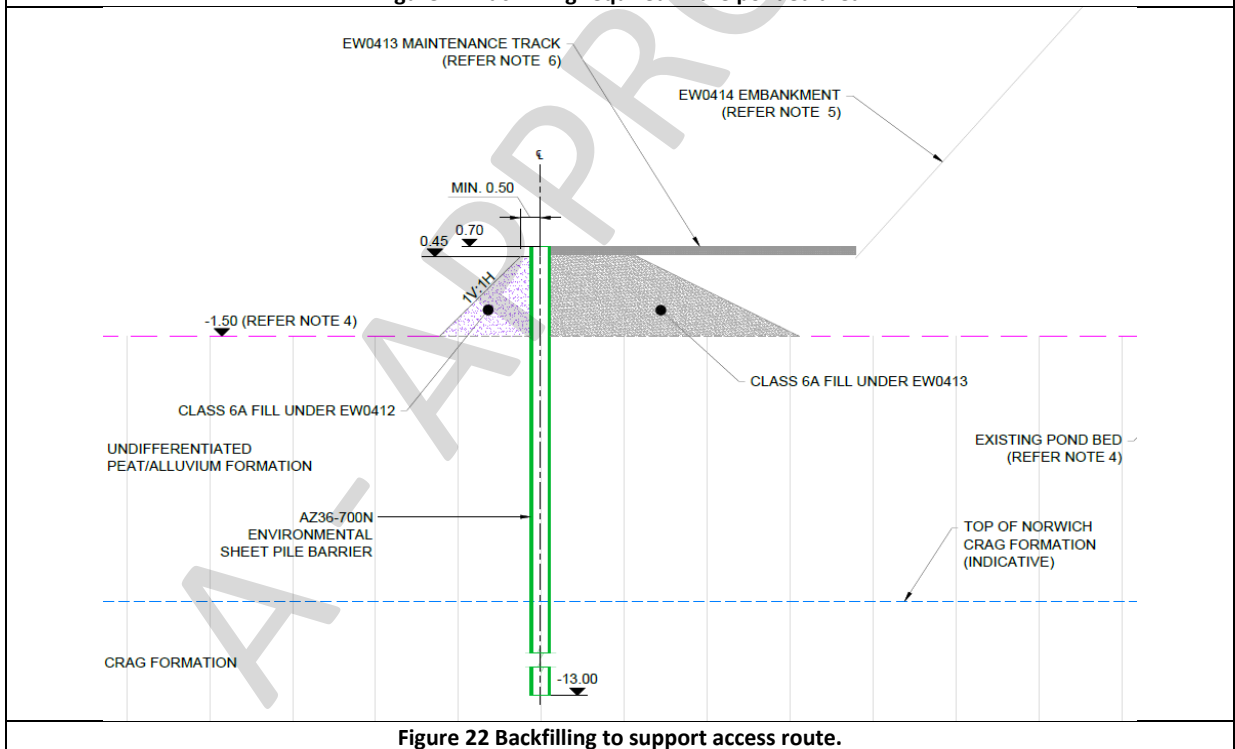 EW0413 MAINTENANCE TRACK
(REFER NOTE 6)
EW0414 EMBANKMENT
(REFER NOTE 5)
℄
MIN. 0.50
0.70
0.45
1V:1H
-1.50 (REFER NOTE 4)
CLASS 6A FILL UNDER EW0413
CLASS 6A FILL UNDER EW0412
EXISTING POND BED
(REFER NOTE 4)
UNDIFFERENTIATED
PEAT/ALLUVIUM FORMATION
AZ36-700N
ENVIRONMENTAL
SHEET PILE BARRIER
TOP OF NORWICH
CRAG FORMATION
(INDICATIVE)
CRAG FORMATION
-13.00
A - APPRO
Figure 22 Backfilling to support access route.